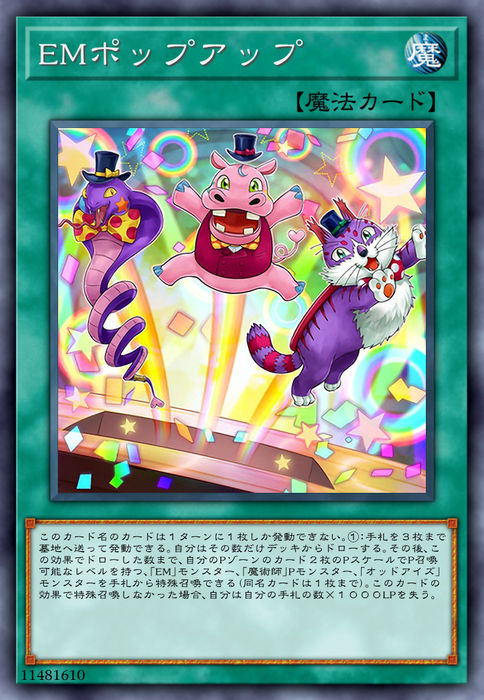 EMポップアップ
魔
【魔法カード】
このカード名のカードは１ターンに１枚しか発動できない。①：手札を３枚まで
墓地へ送って発動できる。自分はその数だけデッキからドローする。その後、こ
の効果でドローした数まで、自分のPゾーンのカード２枚のPスケールでP召喚
可能なレベルを持つ、「EM」モンスター、「魔術師」Pモンスター、「オッドアイズ」
モンスターを手札から特殊召喚できる（同名カードは１枚まで）。このカードの
効果で特殊召喚しなかった場合、自分は自分の手札の数×１０００LPを失う。
11481610